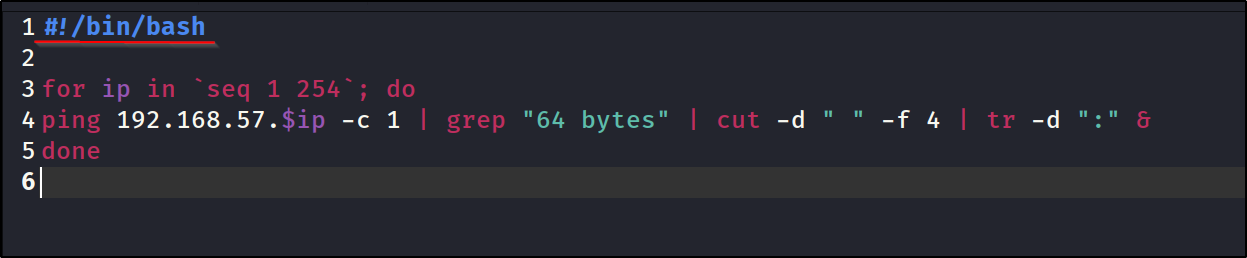 1 #!/bin/bash
2
3 for ip in `seq 1 254`; do
4 ping 192.168.57.$ip -c 1 | grep "64 bytes" | cut -d " " -f 4 | tr -d ":" &
5 done
6